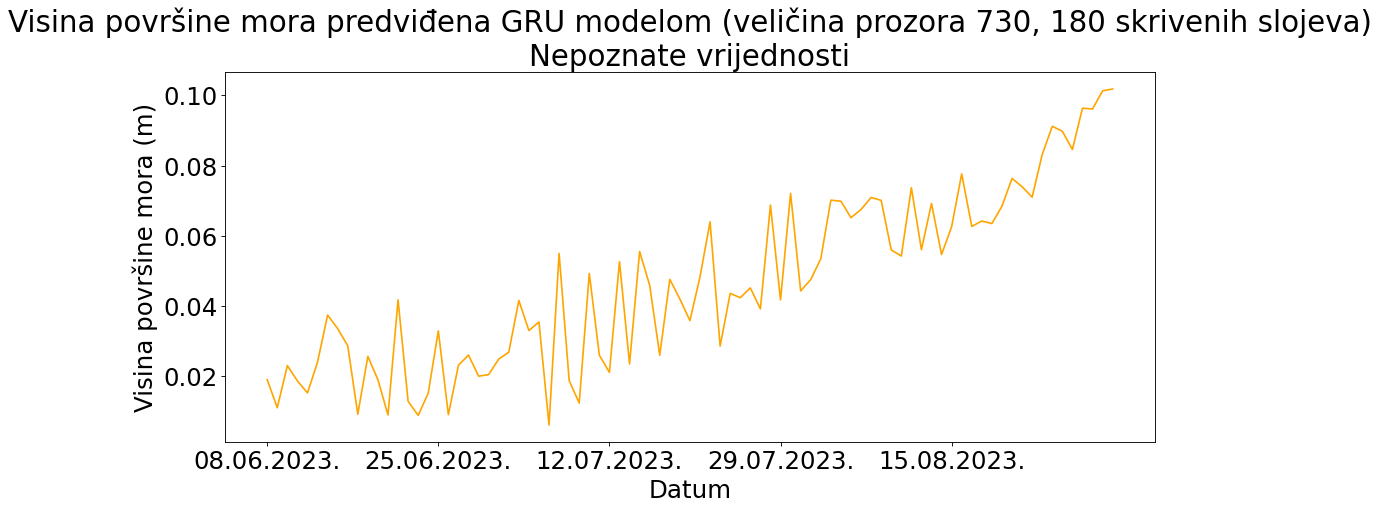 Visina površine mora predviđena GRU modelom (veličina prozora 730, 180 skrivenih slojeva)
Nepoznate vrijednosti
Visina površine mora (m)
0.10
0.08
0.06
0.04
0.02
08.06.2023. 25.06.2023. 12.07.2023. 29.07.2023. 15.08.2023.
Datum